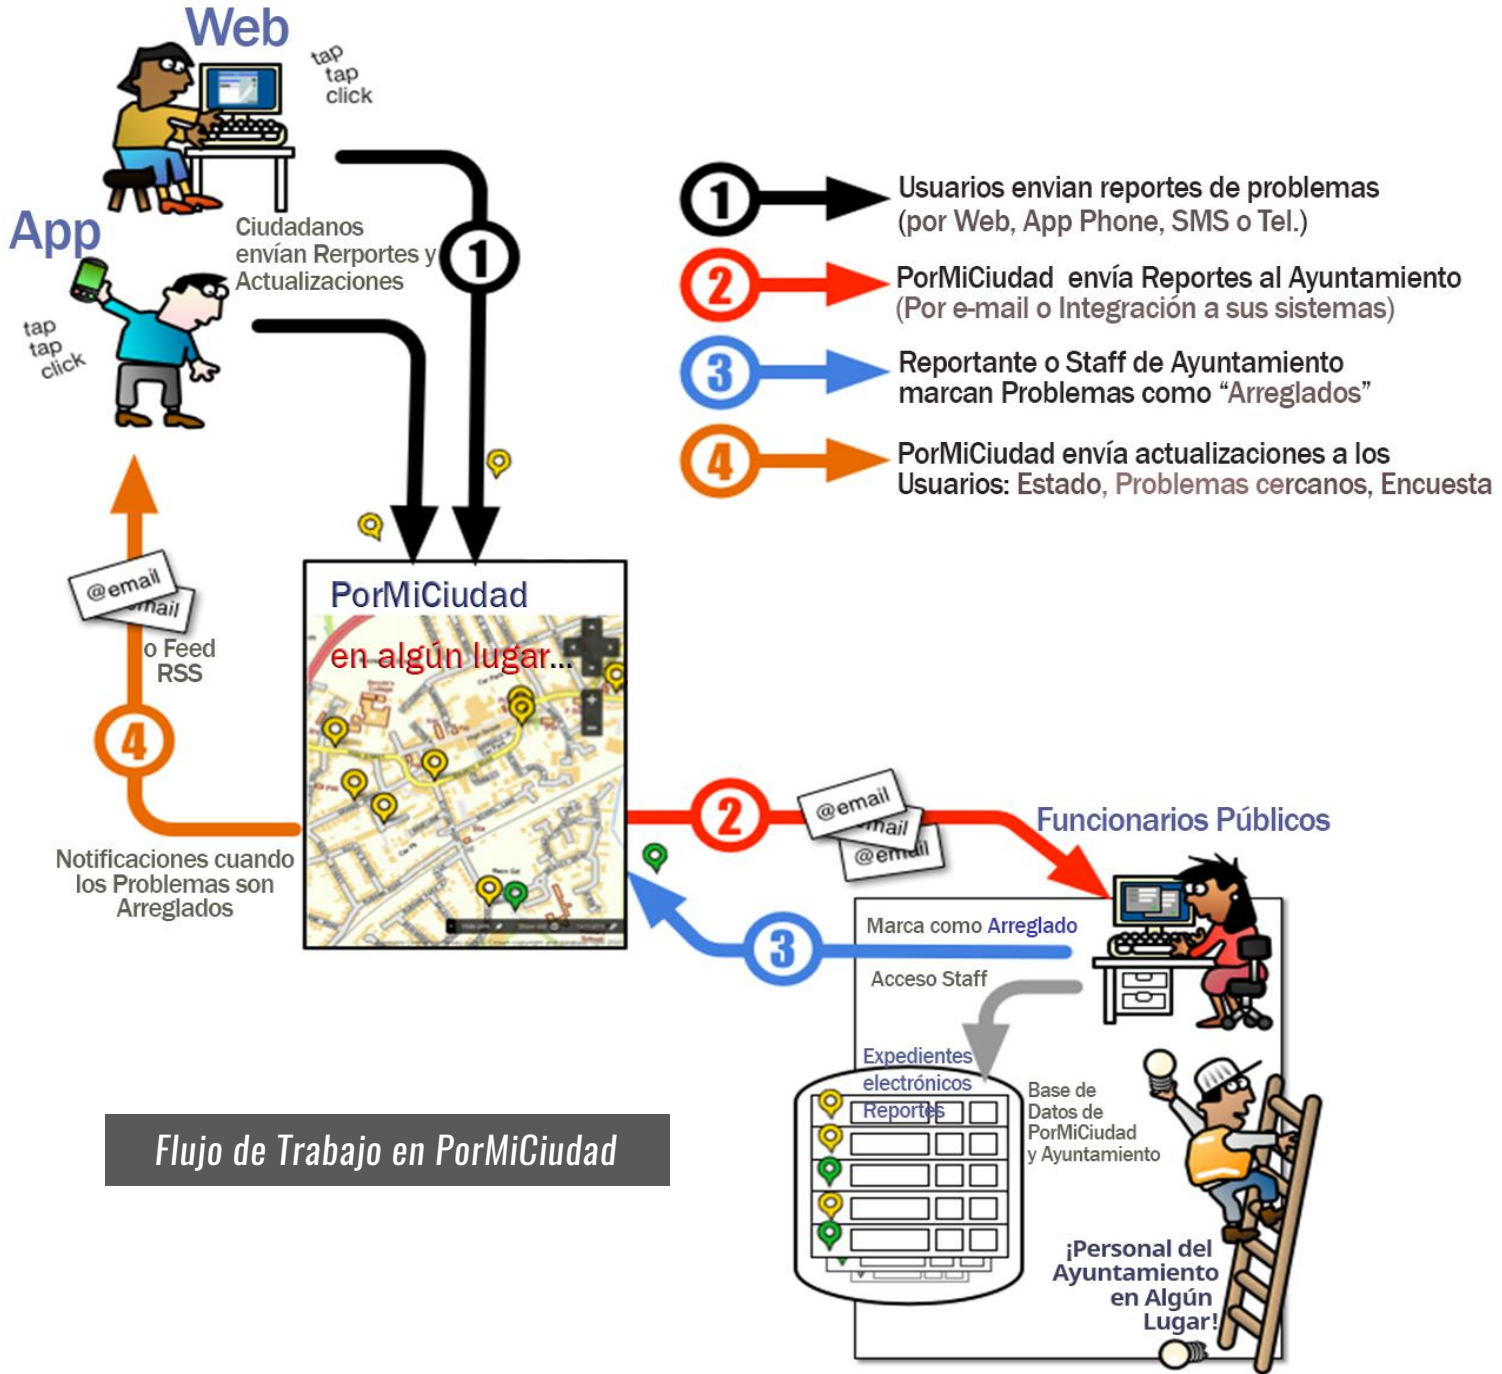 Web
tap
tap
click
App
Ciudadanos
envían Rerportes y
Actualizaciones
1
tap
tap
click
1
Usuarios envian reportes de problemas
(por Web, App Phone, SMS o Tel.)
2
PorMiCiudad envía Reportes al Ayuntamiento
(Por e-mail o Integración a sus sistemas)
3
Reportante o Staff de Ayuntamiento
marcan Problemas como “Arreglados”
4
PorMiCiudad envía actualizaciones a los
Usuarios: Estado, Problemas cercanos, Encuesta
@email
mail
o Feed
RSS
4
Notificaciones cuando
los Problemas son
Arreglados
PorMiCiudad
en algún lugar...
2
@email
mail
@email
Funcionarios Públicos
3
Marca como Arreglado
Acceso Staff
Expedientes
electrónicos
Reportes
Base de
Datos de
PorMiCiudad
y Ayuntamiento
¡Personal del
Ayuntamiento
en Algún
Lugar!
Flujo de Trabajo en PorMiCiudad